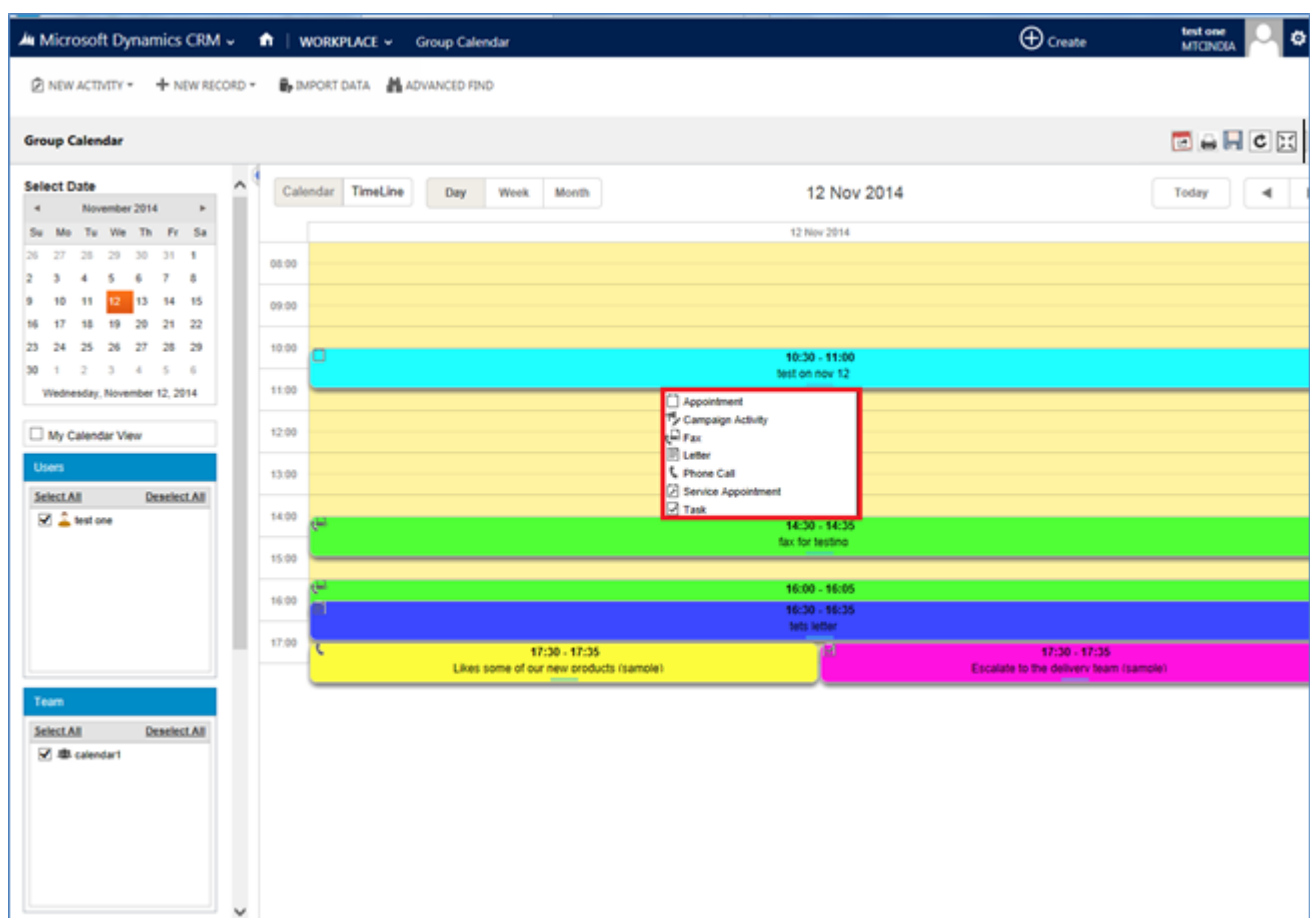 Microsoft Dynamics CRM WORKPLACE Group Calendar Create test one
MTCINDIA
NEW ACTIVITY NEW RECORD IMPORT DATA ADVANCED FIND
Group Calendar
Select Date
November 2014
Su Mo Tu We Th Fr Sa
26 27 28 29 30 31 1
2 3 4 5 6 7 8
9 10 11 12 13 14 15
16 17 18 19 20 21 22
23 24 25 26 27 28 29
30 1 2 3 4 5 6
Wednesday, November 12, 2014
My Calendar View
Users
Select All Deselect All
test one
Team
Select All Deselect All
calendar1
Calendar TimeLine Day Week Month 12 Nov 2014 Today
12 Nov 2014
08:00
09:00
10:00
10:30 - 11:00
test on nov 12
11:00
Appointment
Campaign Activity
Fax
Letter
Phone Call
Service Appointment
Task
12:00
13:00
14:00
14:30 - 14:35
fax for testing
15:00
16:00 - 16:05
16:00
16:30 - 16:35
tets letter
17:00
17:30 - 17:35
Likes some of our new products (sample)
17:30 - 17:35
Escalate to the delivery team (sample)